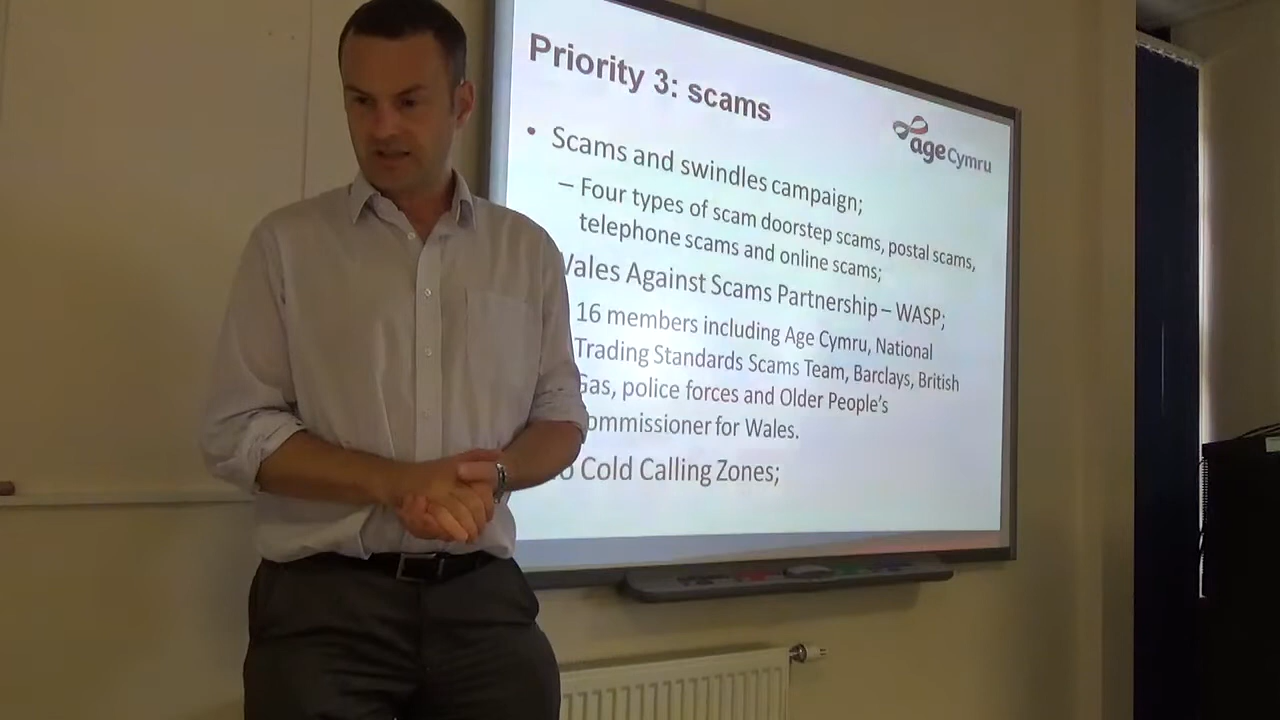 Priority 3: scams
age Cymru
• Scams and swindles campaign;
– Four types of scam doorstep scams, postal scams,
telephone scams and online scams;
Wales Against Scams Partnership – WASP;
16 members including Age Cymru, National
Trading Standards Scams Team, Barclays, British
Gas, police forces and Older People's
ommissioner for Wales.
o Cold Calling Zones;